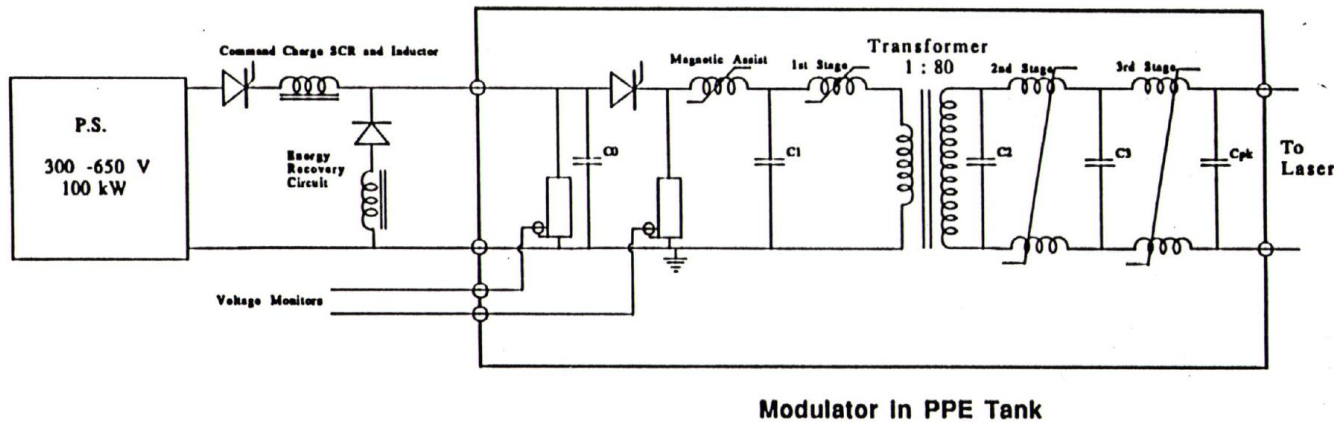 Command Charge SCR and Inductor
P.S.
300 -650 V
100 kW
Energy
Recovery
Circuit
Voltage Monitors
C0
Magnetic Assist
C1
1st Stage
Transformer
1 : 80
2nd Stage
3rd Stage
C2
C3
Cpk
To
Laser
Modulator in PPE Tank